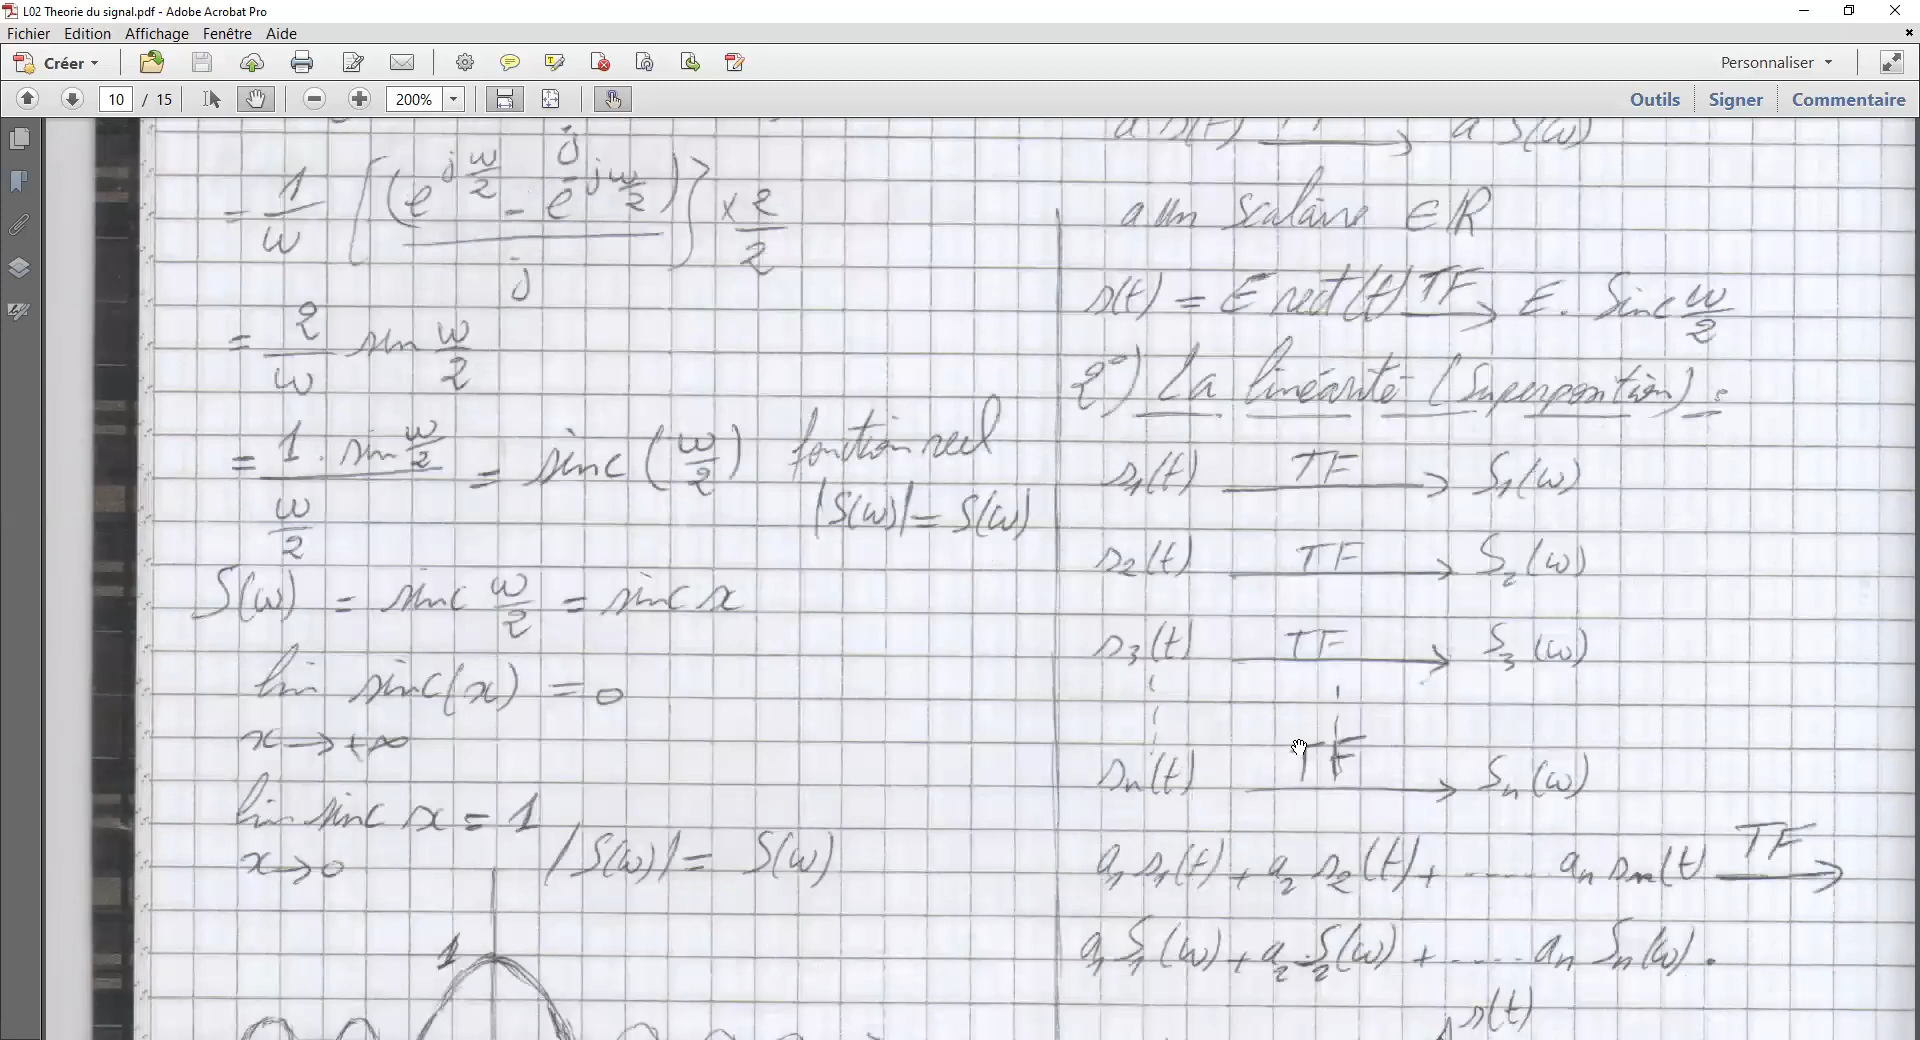 L02 Theorie du signal.pdf - Adobe Acrobat Pro
Fichier Edition Affichage Fenêtre Aide
Créer
Personnaliser
10 / 15
200%
Outils Signer Commentaire
= 1/w [(e^{j w/2} - e^{-j w/2})/j] × 2/2
= 2/w sin w/2
= 1 . sin w/2 / (w/2) = sinc (w/2) fonction reel
|S(w)| = S(w)
S(w) = sinc w/2 = sinc x
lim sinc(x) = 0
x → +∞
lim sinc x = 1
x → 0
|S(w)| = S(w)
1
a s(t) TF → a S(w)
a un scalaire ∈ IR
s(t) = E rect(t) TF → E . Sinc w/2
2°) La linéarité (Superposition) :
s1(t) TF → S1(w)
s2(t) TF → S2(w)
s3(t) TF → S3(w)
sn(t) TF → Sn(w)
a1 s1(t) + a2 s2(t) + ..... an sn(t) TF →
a1 S1(w) + a2 S2(w) + ..... an Sn(w) .
s(t)